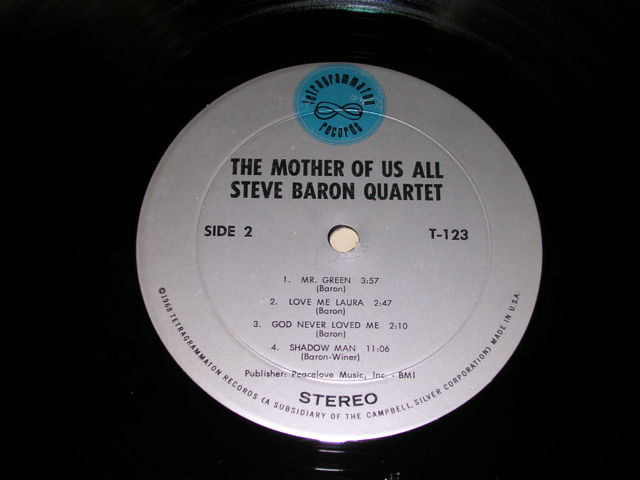 tetragrammaton
records
THE MOTHER OF US ALL
STEVE BARON QUARTET
SIDE 2
T-123
1. MR. GREEN 3:57
(Baron)
2. LOVE ME LAURA 2:47
(Baron)
3. GOD NEVER LOVED ME 2:10
(Baron)
4. SHADOW MAN 11:06
(Baron-Winer)
Publisher: Peacelove Music, Inc. - BMI
STEREO
©1968 TETRAGRAMMATON RECORDS (A SUBSIDIARY OF THE CAMPBELL, SILVER CORPORATION) MADE IN U.S.A.